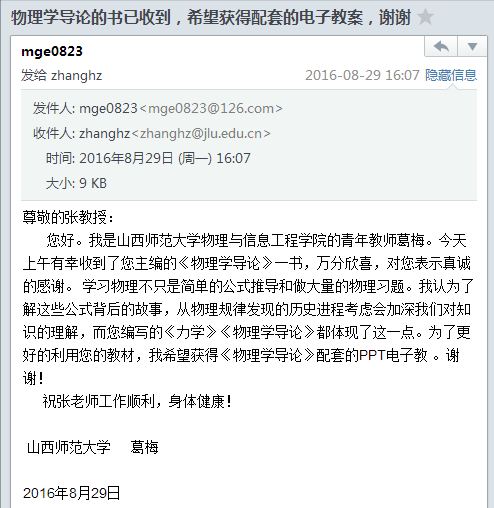 物理学导论的书已收到，希望获得配套的电子教案，谢谢
mge0823
发给 zhanghz 2016-08-29 16:07 隐藏信息
发件人: mge0823<mge0823@126.com>
收件人: zhanghz<zhanghz@jlu.edu.cn>
时间: 2016年8月29日 (周一) 16:07
大小: 9 KB
尊敬的张教授：
您好。我是山西师范大学物理与信息工程学院的青年教师葛梅。今天
上午有幸收到了您主编的《物理学导论》一书，万分欣喜，对您表示真诚
的感谢。 学习物理不只是简单的公式推导和做大量的物理习题。我认为了
解这些公式背后的故事，从物理规律发现的历史进程考虑会加深我们对知
识的理解，而您编写的《力学》《物理学导论》都体现了这一点。为了更
好的利用您的教材，我希望获得《物理学导论》配套的PPT电子教 。谢
谢！
祝张老师工作顺利，身体健康！
山西师范大学 葛梅
2016年8月29日